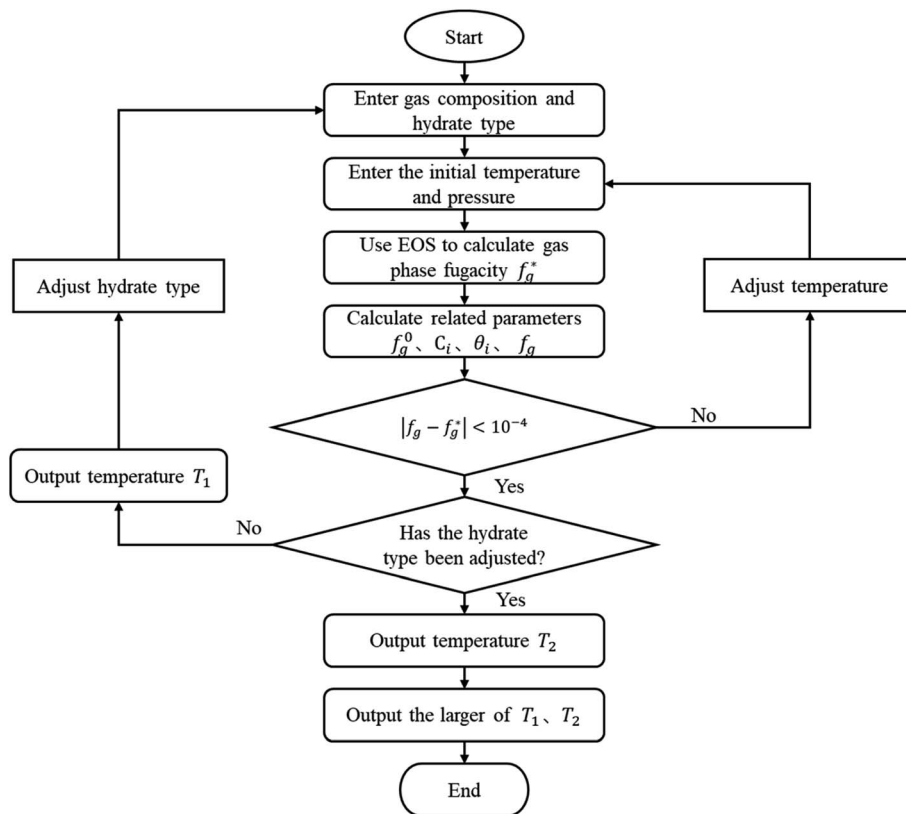 Start
Enter gas composition and
hydrate type
Enter the initial temperature
and pressure
Use EOS to calculate gas
phase fugacity f_g^*
Adjust hydrate type
Adjust temperature
Calculate related parameters
f_g^0、C_i、θ_i、f_g
|f_g − f_g^*| < 10^{−4}
No
Output temperature T_1
Yes
No
Has the hydrate
type been adjusted?
Yes
Output temperature T_2
Output the larger of T_1、T_2
End